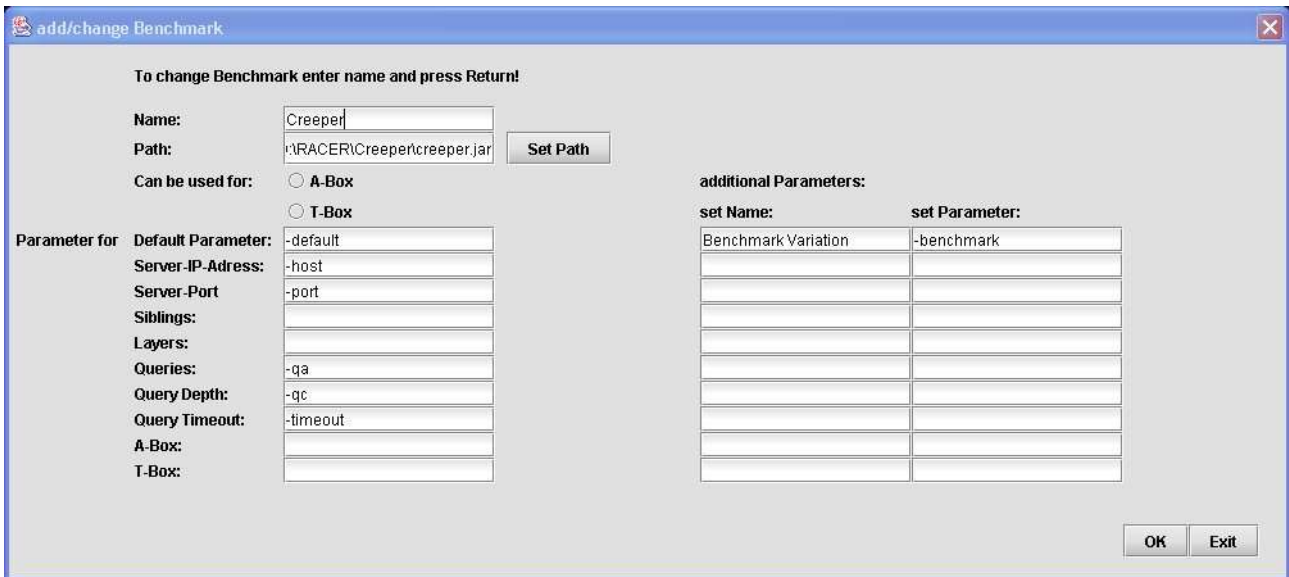 add/change Benchmark
To change Benchmark enter name and press Return!
Name: Creeper
Path: :\RACER\Creeper\creeper.jar Set Path
Can be used for: A-Box additional Parameters:
T-Box set Name: set Parameter:
Parameter for Default Parameter: -default Benchmark Variation -benchmark
Server-IP-Adress: -host
Server-Port -port
Siblings:
Layers:
Queries: -qa
Query Depth: -qc
Query Timeout: -timeout
A-Box:
T-Box:
OK Exit